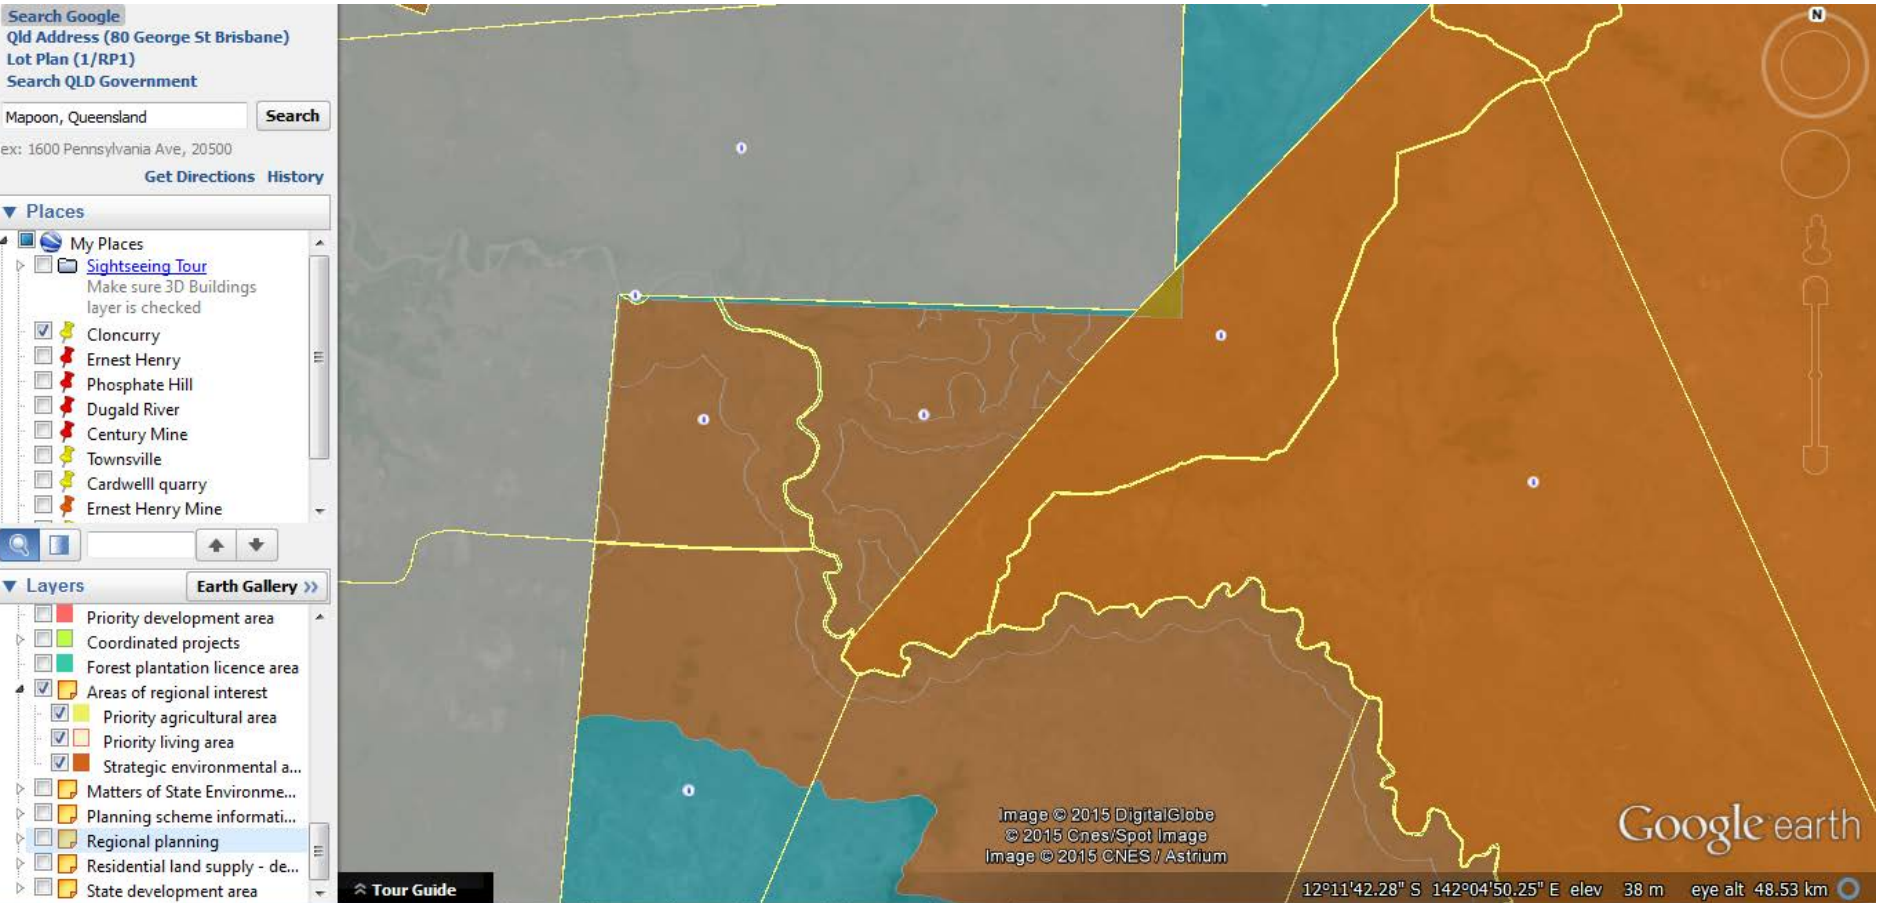 Search Google
Qld Address (80 George St Brisbane)
Lot Plan (1/RP1)
Search QLD Government
Mapoon, Queensland
Search
ex: 1600 Pennsylvania Ave, 20500
Get Directions History
Places
My Places
Sightseeing Tour
Make sure 3D Buildings
layer is checked
Cloncurry
Ernest Henry
Phosphate Hill
Dugald River
Century Mine
Townsville
Cardwelll quarry
Ernest Henry Mine
Layers
Earth Gallery >>
Priority development area
Coordinated projects
Forest plantation licence area
Areas of regional interest
Priority agricultural area
Priority living area
Strategic environmental a...
Matters of State Environme...
Planning scheme informati...
Regional planning
Residential land supply - de...
State development area
N
Image © 2015 DigitalGlobe
© 2015 Cnes/Spot Image
Image © 2015 CNES / Astrium
Google earth
Tour Guide
12°11'42.28" S 142°04'50.25" E elev 38 m eye alt 48.53 km